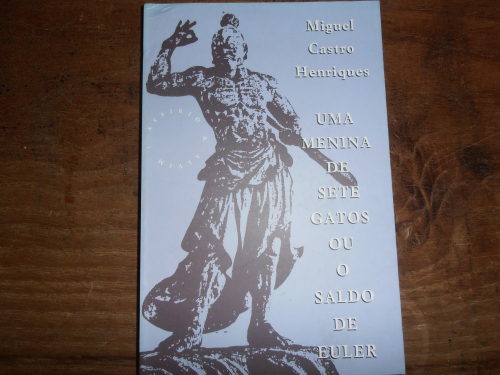 Miguel
Castro
Henriques
UMA
MENINA
DE
SETE
GATOS
OU
O
SALDO
DE
EULER